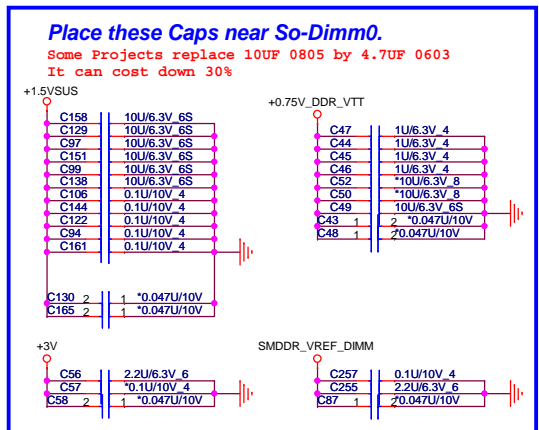 Place these Caps near So-Dimm0.
Some Projects replace 10UF 0805 by 4.7UF 0603
It can cost down 30%
+1.5VSUS
C158 10U/6.3V_6S
C129 10U/6.3V_6S
C97 10U/6.3V_6S
C151 10U/6.3V_6S
C99 10U/6.3V_6S
C138 10U/6.3V_6S
C106 0.1U/10V_4
C144 0.1U/10V_4
C122 0.1U/10V_4
C94 0.1U/10V_4
C161 0.1U/10V_4
C130 2 1 *0.047U/10V
C165 2 1 *0.047U/10V
+0.75V_DDR_VTT
C47 1U/6.3V_4
C44 1U/6.3V_4
C45 1U/6.3V_4
C46 1U/6.3V_4
C52 *10U/6.3V_8
C50 *10U/6.3V_8
C49 10U/6.3V_6S
C43 1 2 *0.047U/10V
C48 1 2 *0.047U/10V
+3V
C56 2.2U/6.3V_6
C57 *0.1U/10V_4
C58 2 1 *0.047U/10V
SMDDR_VREF_DIMM
C257 0.1U/10V_4
C255 2.2U/6.3V_6
C87 1 2 *0.047U/10V